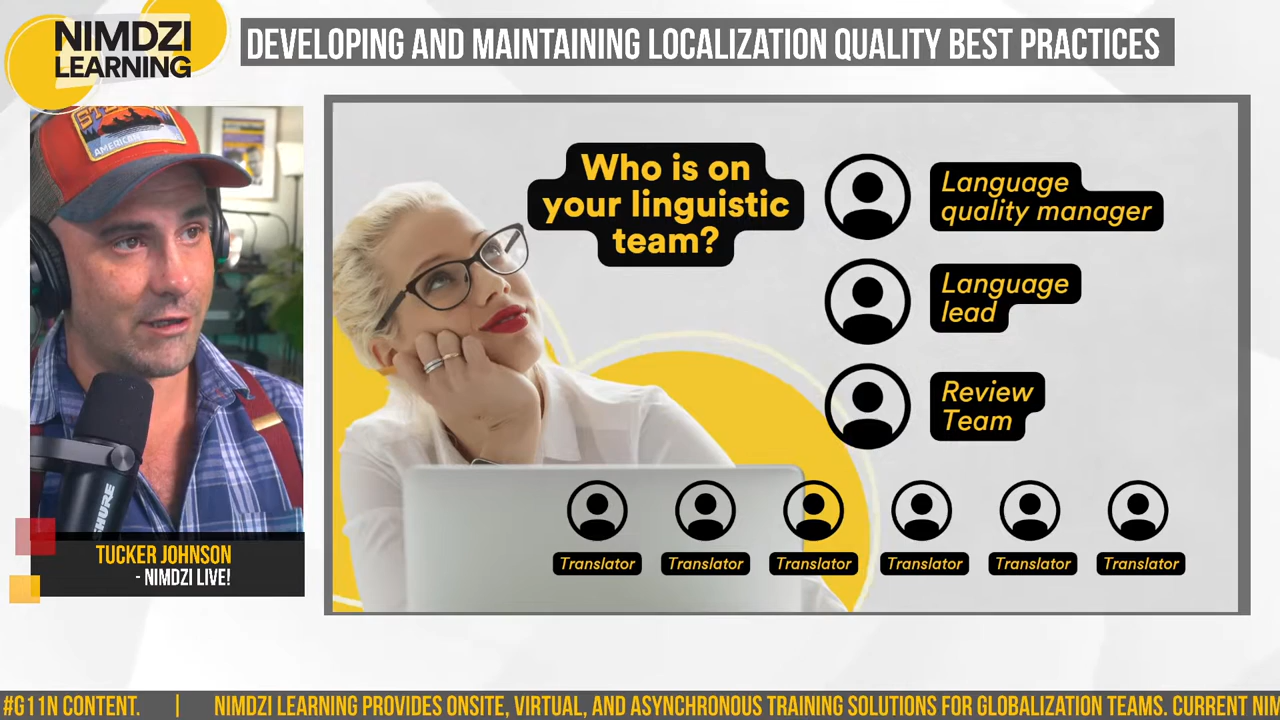 NIMDZI
LEARNING
DEVELOPING AND MAINTAINING LOCALIZATION QUALITY BEST PRACTICES
AMERICAN
Who is on
your linguistic
team?
Language
quality manager
Language
lead
Review
Team
Translator Translator Translator Translator Translator Translator
SHURE
TUCKER JOHNSON
- NIMDZI LIVE!
#G11N CONTENT. | NIMDZI LEARNING PROVIDES ONSITE, VIRTUAL, AND ASYNCHRONOUS TRAINING SOLUTIONS FOR GLOBALIZATION TEAMS. CURRENT NIM